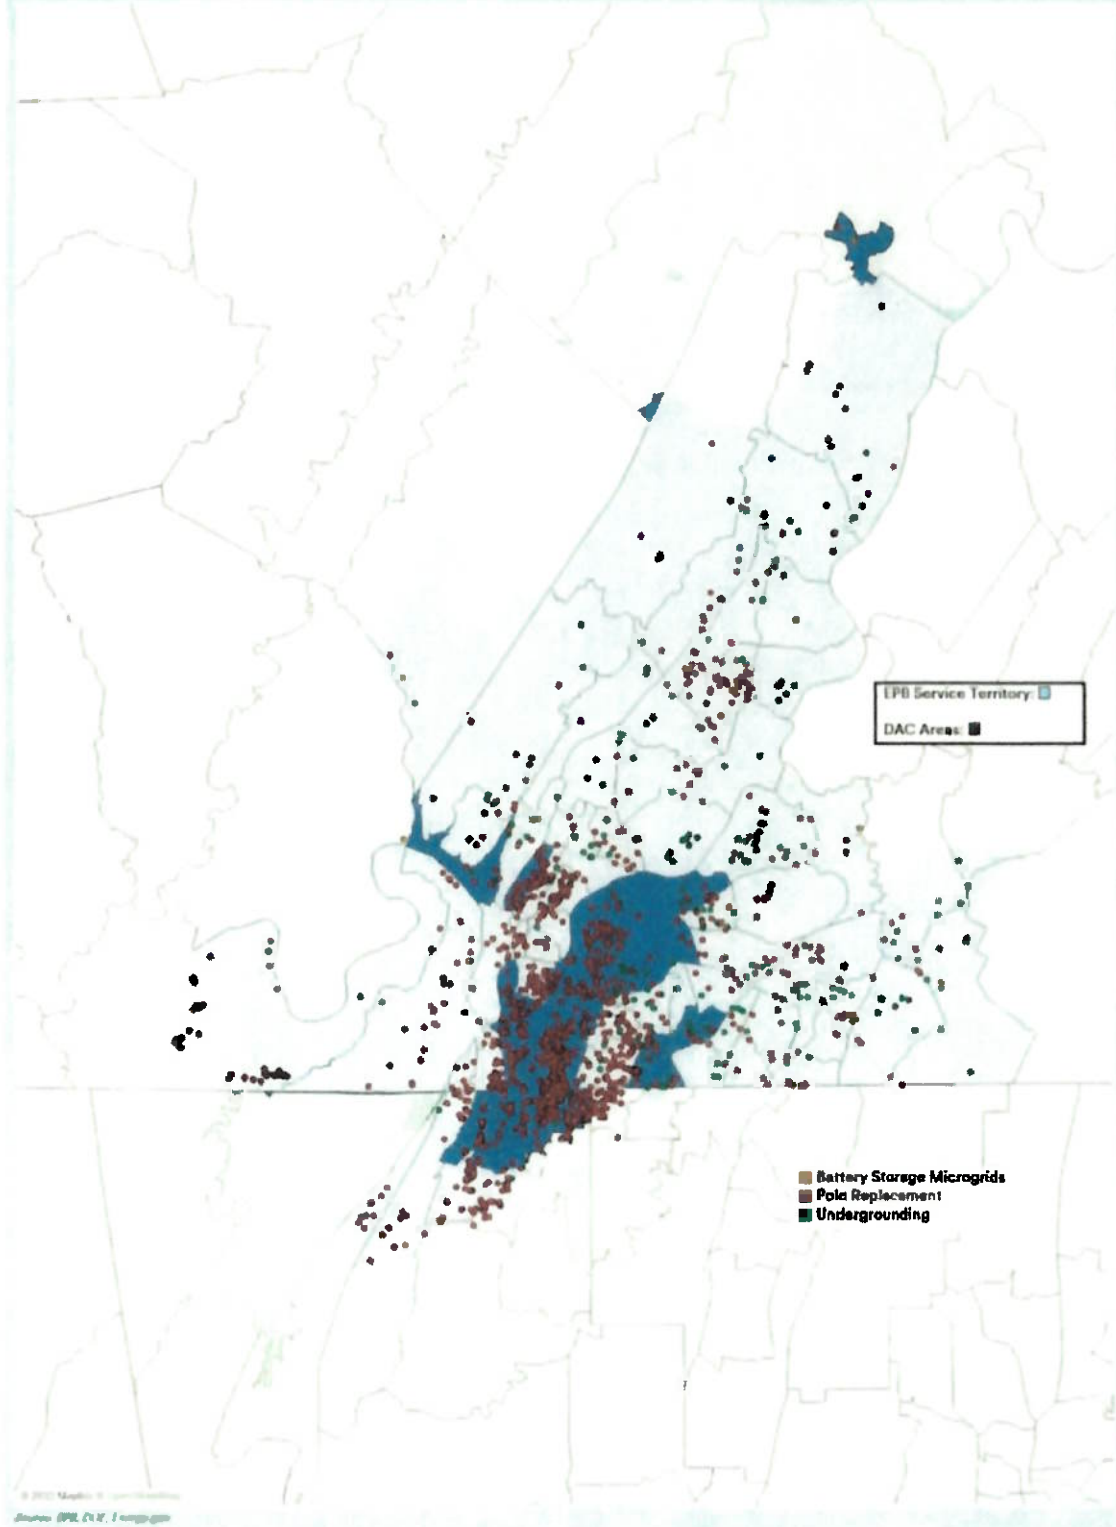 EPB Service Territory:
DAC Areas:
Battery Storage Microgrids
Pole Replacement
Undergrounding